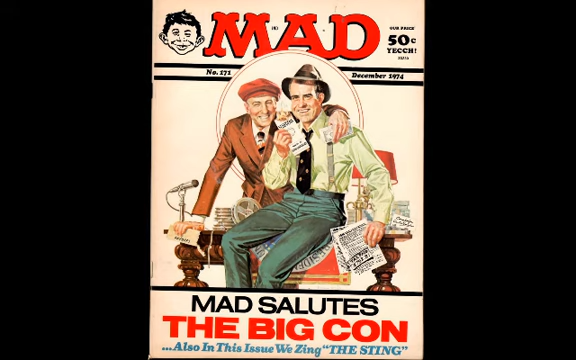 MAD
OUR PRICE
50c
YECCH!
No. 171
December 1974
MAD SALUTES
THE BIG CON
...Also In This Issue We Zing "THE STING"